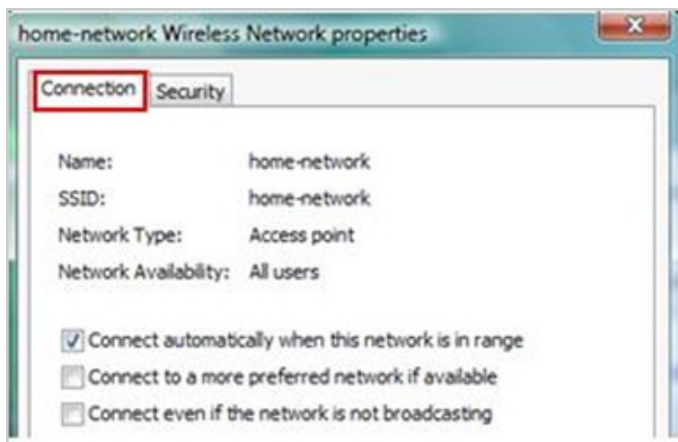 home-network Wireless Network properties
Connection Security
Name: home-network
SSID: home-network
Network Type: Access point
Network Availability: All users
Connect automatically when this network is in range
Connect to a more preferred network if available
Connect even if the network is not broadcasting